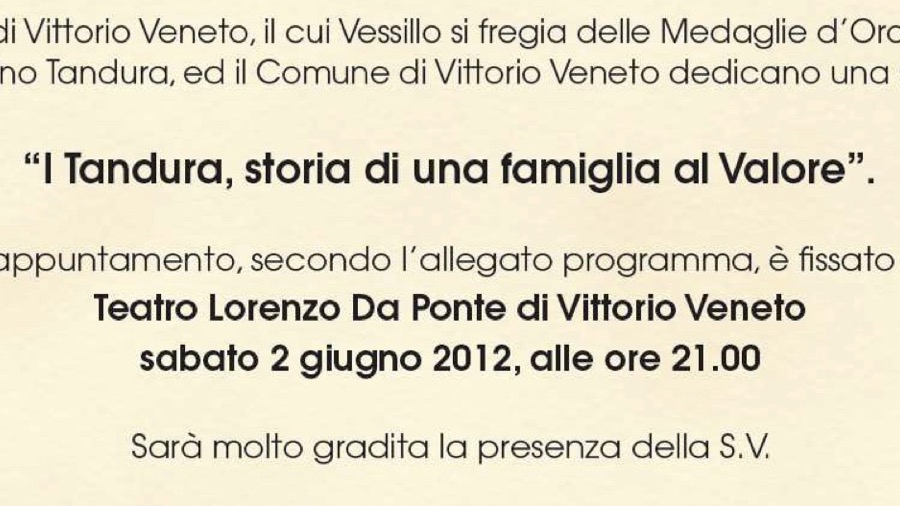 di Vittorio Veneto, il cui Vessillo si fregia delle Medaglie d'Oro
no Tandura, ed il Comune di Vittorio Veneto dedicano una
“I Tandura, storia di una famiglia al Valore”.
appuntamento, secondo l'allegato programma, è fissato
Teatro Lorenzo Da Ponte di Vittorio Veneto
sabato 2 giugno 2012, alle ore 21.00
Sarà molto gradita la presenza della S.V.